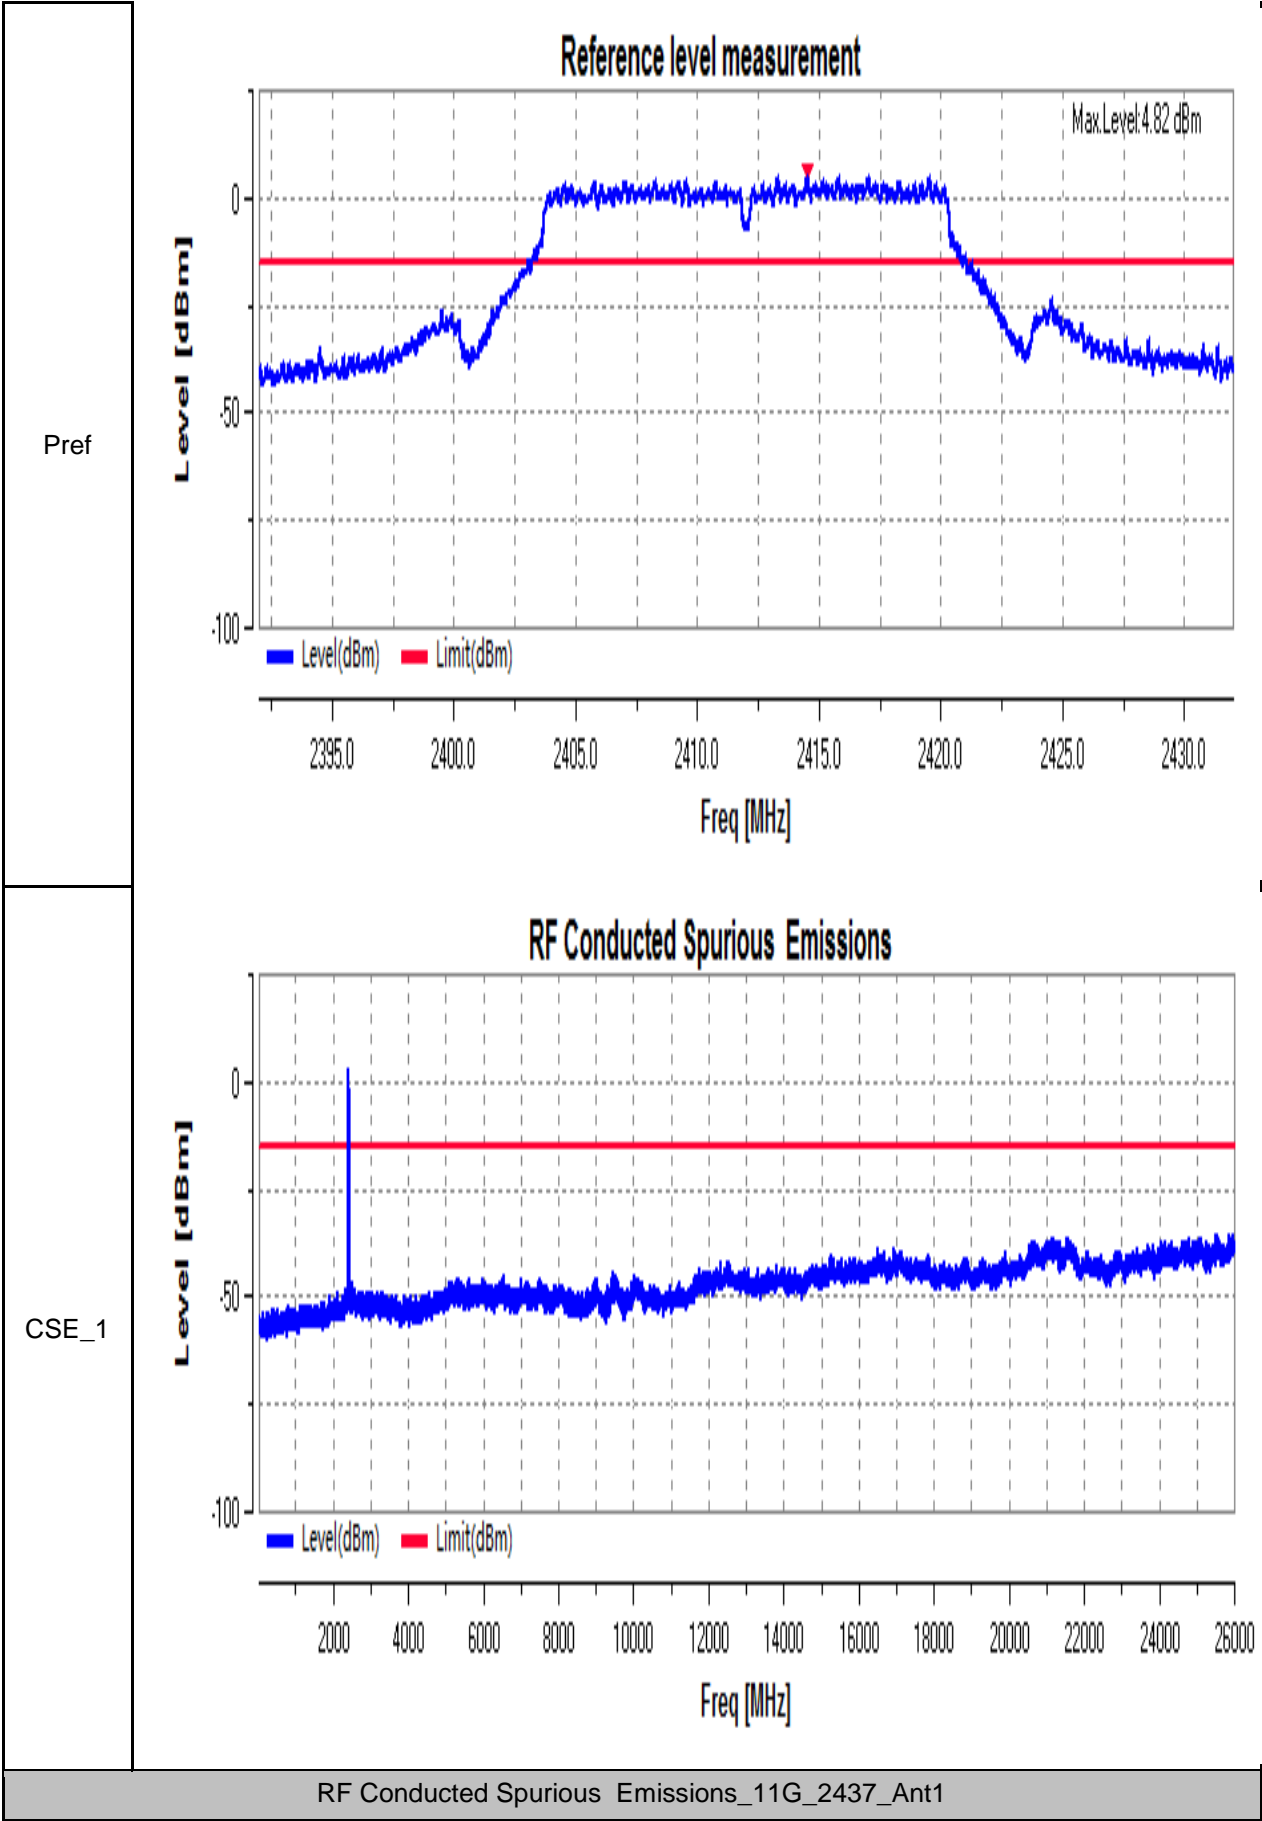 Pref
Reference level measurement
Max.Level:4.82 dBm
Level [dBm]
0
-50
-100
Level(dBm) Limit(dBm)
2395.0 2400.0 2405.0 2410.0 2415.0 2420.0 2425.0 2430.0
Freq [MHz]
CSE_1
RF Conducted Spurious Emissions
Level [dBm]
0
-50
-100
Level(dBm) Limit(dBm)
2000 4000 6000 8000 10000 12000 14000 16000 18000 20000 22000 24000 26000
Freq [MHz]
RF Conducted Spurious Emissions_11G_2437_Ant1